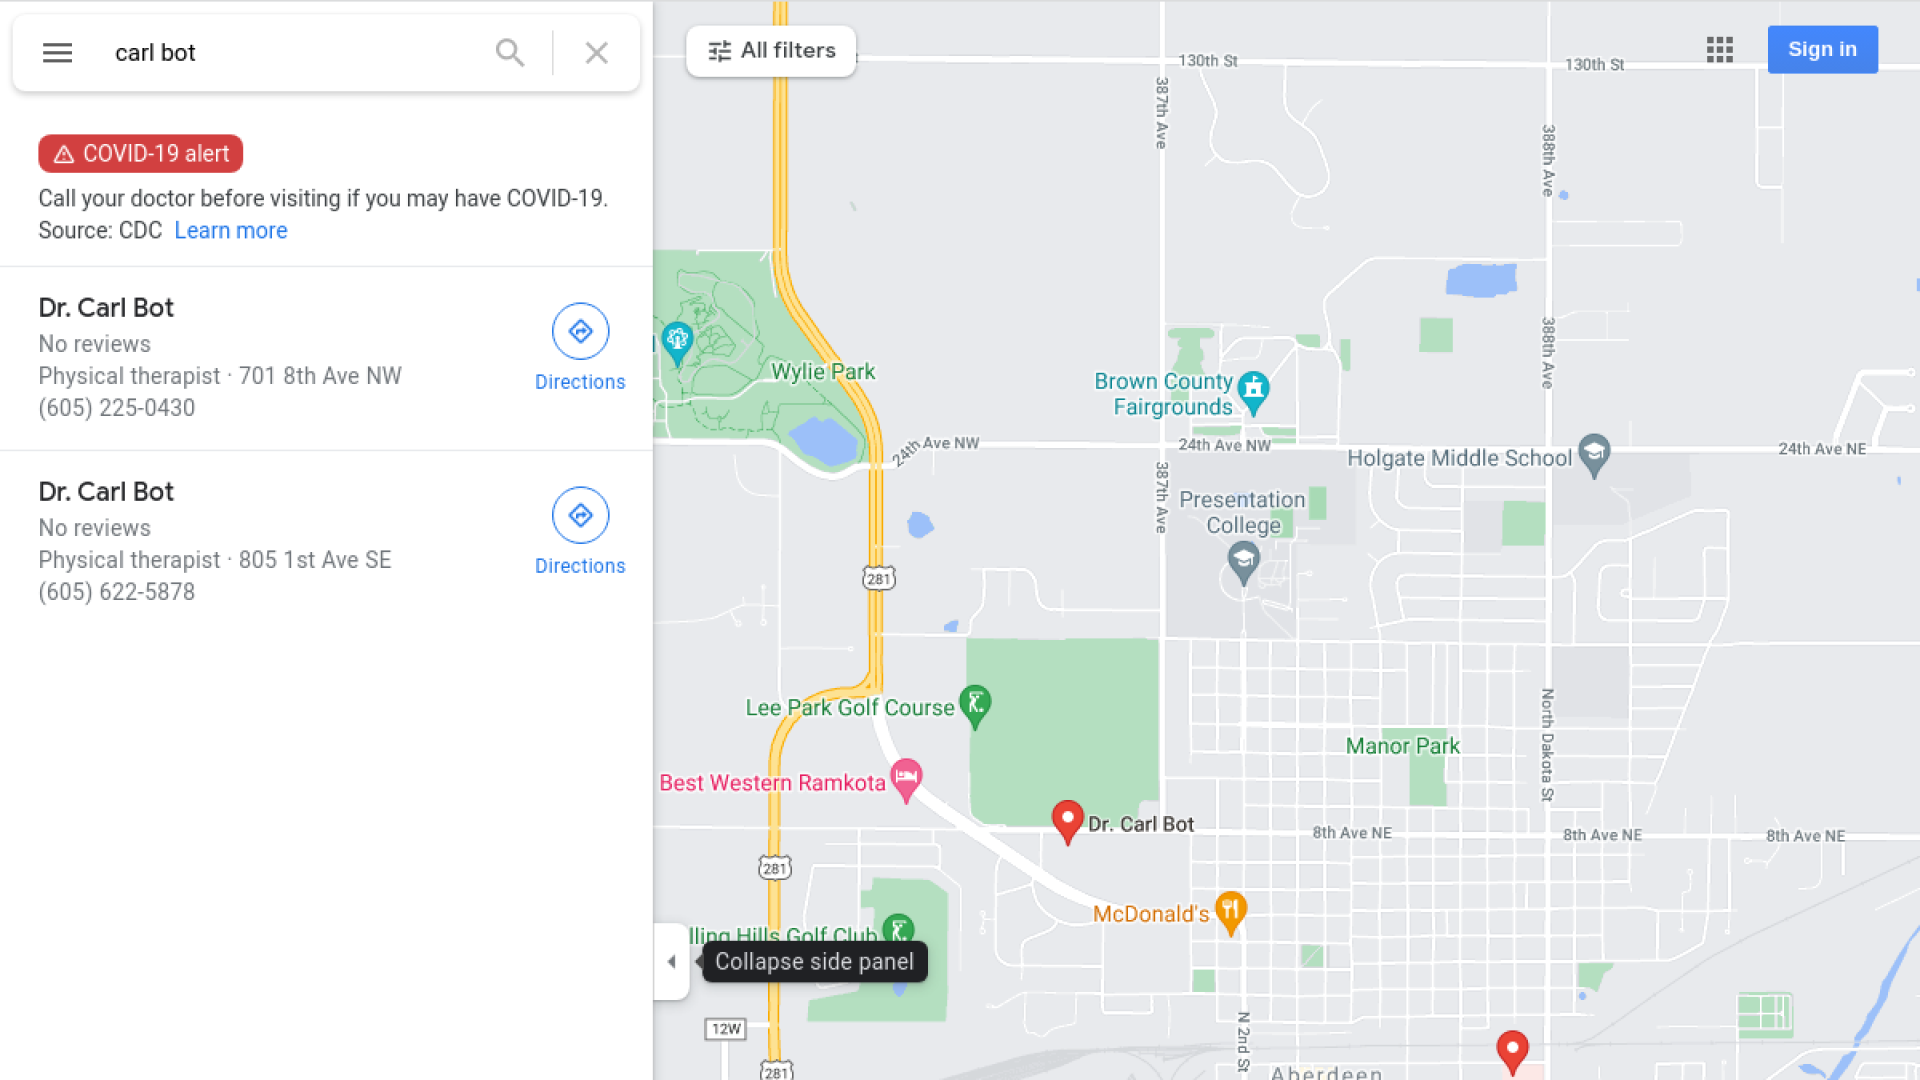 carl bot
COVID-19 alert
Call your doctor before visiting if you may have COVID-19.
Source: CDC Learn more
Dr. Carl Bot
No reviews
Physical therapist · 701 8th Ave NW
(605) 225-0430
Directions
Dr. Carl Bot
No reviews
Physical therapist · 805 1st Ave SE
(605) 622-5878
Directions
All filters
Sign in
130th St
130th St
387th Ave
388th Ave
388th Ave
Wylie Park
Brown County
Fairgrounds
24th Ave NW
24th Ave NW
24th Ave NE
Holgate Middle School
387th Ave
Presentation
College
281
Lee Park Golf Course
North Dakota St
Manor Park
Best Western Ramkota
Dr. Carl Bot
8th Ave NE
8th Ave NE
8th Ave NE
281
McDonald's
lling Hills Golf Club
Collapse side panel
12W
N 2nd St
281
Aberdeen